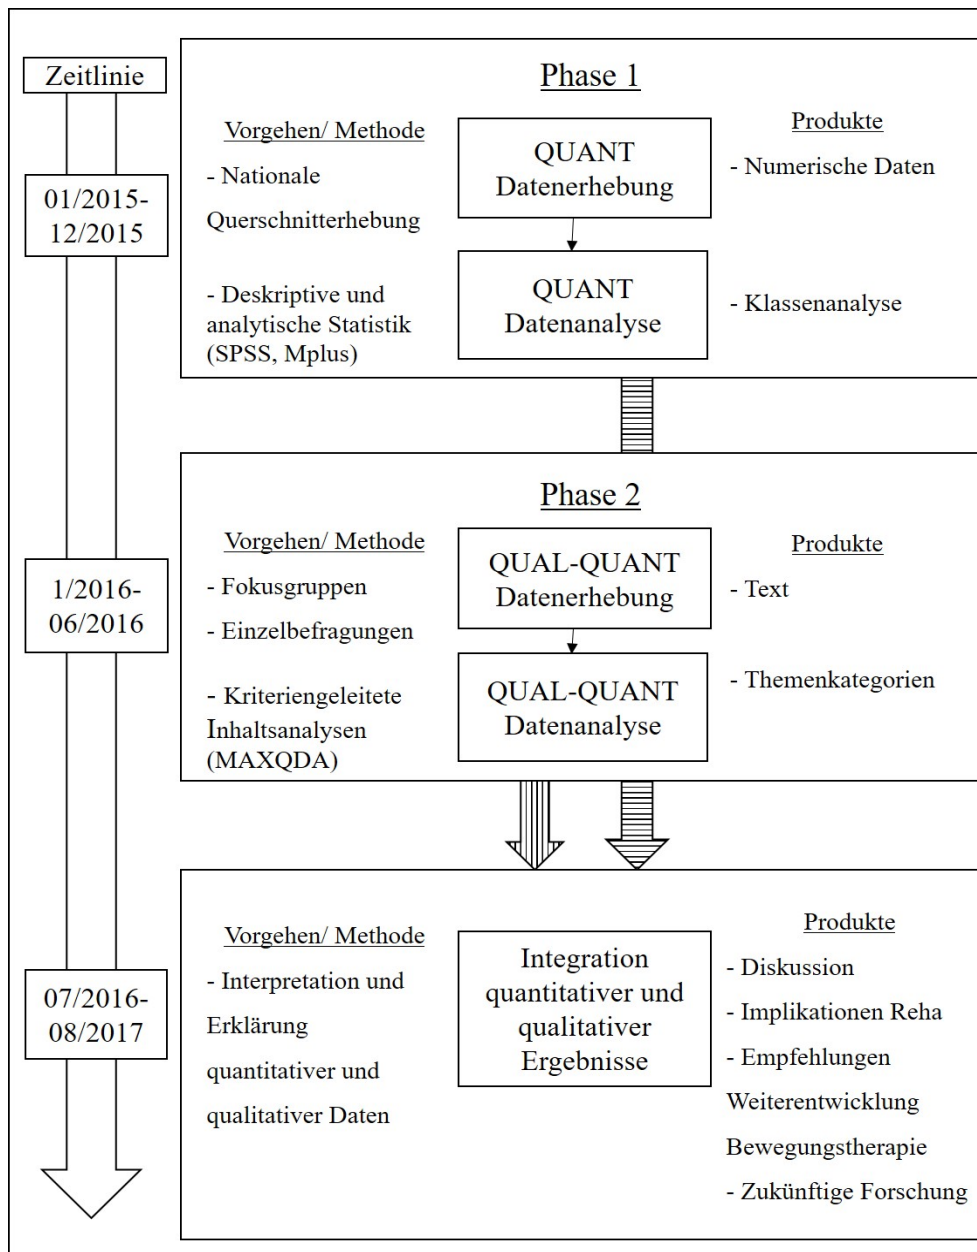 Zeitlinie
01/2015-
12/2015
1/2016-
06/2016
07/2016-
08/2017
Phase 1
Vorgehen/ Methode
- Nationale
Querschnitterhebung
- Deskriptive und
analytische Statistik
(SPSS, Mplus)
QUANT
Datenerhebung
QUANT
Datenanalyse
Produkte
- Numerische Daten
- Klassenanalyse
Phase 2
Vorgehen/ Methode
- Fokusgruppen
- Einzelbefragungen
- Kriteriengeleitete
Inhaltsanalysen
(MAXQDA)
QUAL-QUANT
Datenerhebung
QUAL-QUANT
Datenanalyse
Produkte
- Text
- Themenkategorien
Vorgehen/ Methode
- Interpretation und
Erklärung
quantitativer und
qualitativer Daten
Integration
quantitativer und
qualitativer
Ergebnisse
Produkte
- Diskussion
- Implikationen Reha
- Empfehlungen
Weiterentwicklung
Bewegungstherapie
- Zukünftige Forschung